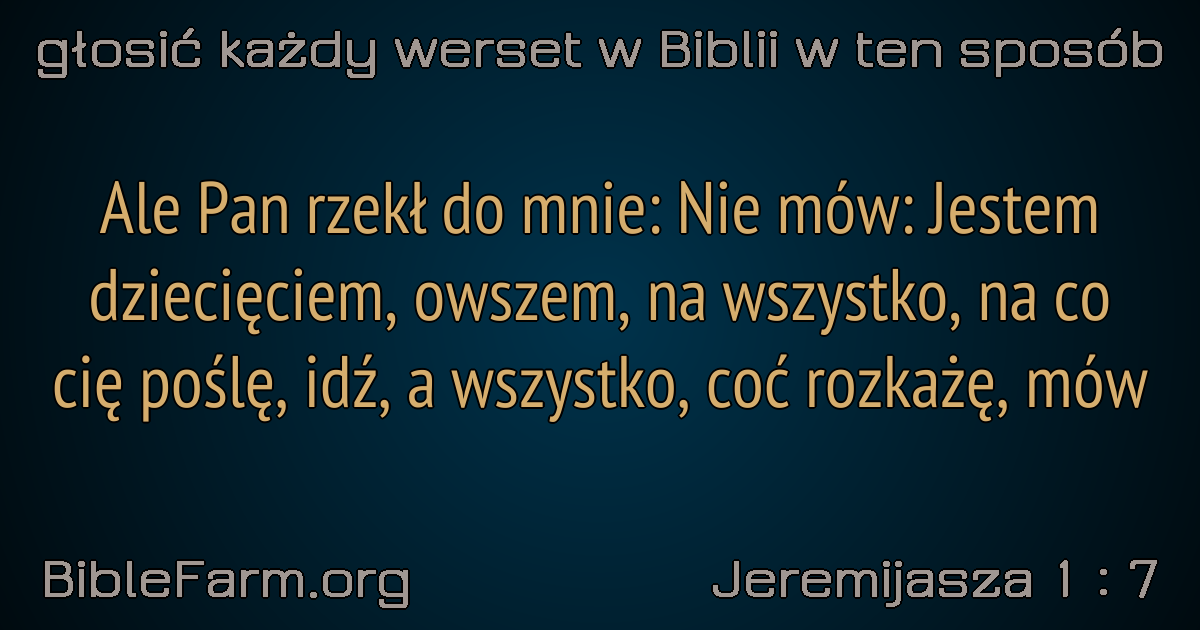 głosić każdy werset w Biblii w ten sposób
Ale Pan rzekł do mnie: Nie mów: Jestem
dziecięciem, owszem, na wszystko, na co
cię poślę, idź, a wszystko, coć rozkażę, mów
BibleFarm.org
Jeremijasza 1 : 7